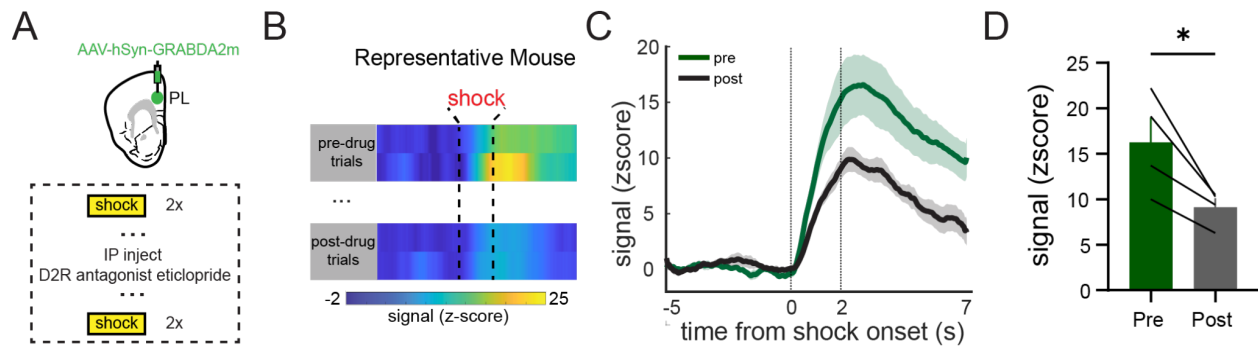 A
AAV-hSyn-GRABDA2m
PL
shock 2x
...
IP inject
D2R antagonist eticlopride
...
shock 2x
B
Representative Mouse
shock
pre-drug
trials
...
post-drug
trials
-2 25
signal (z-score)
C
signal (zscore)
20
15
10
5
0
pre
post
-5 0 2 7
time from shock onset (s)
D
*
signal (zscore)
25
20
15
10
5
0
Pre Post